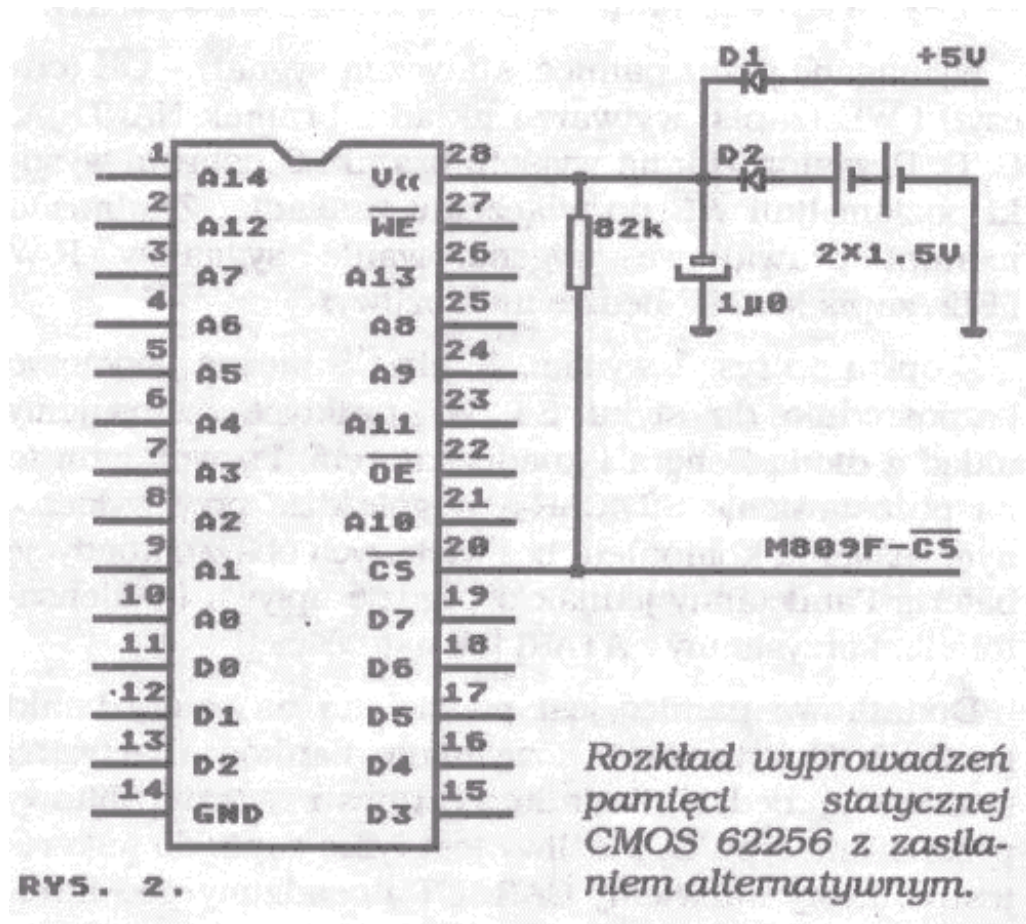 D1 +5V
1 28
A14 Vcc D2
2 27
A12 WE 82k
3 26 2×1.5V
A7 A13
4 25 1µ0
A6 A8
5 24
A5 A9
6 23
A4 A11
7 22
A3 OE
8 21
A2 A10
9 20 M809F-CS
A1 CS
10 19
A0 D7
11 18
D0 D6
12 17
D1 D5
13 16
D2 D4
14 15
GND D3
Rozkład wyprowadzeń
pamięci statycznej
CMOS 62256 z zasila-
niem alternatywnym.
RYS. 2.